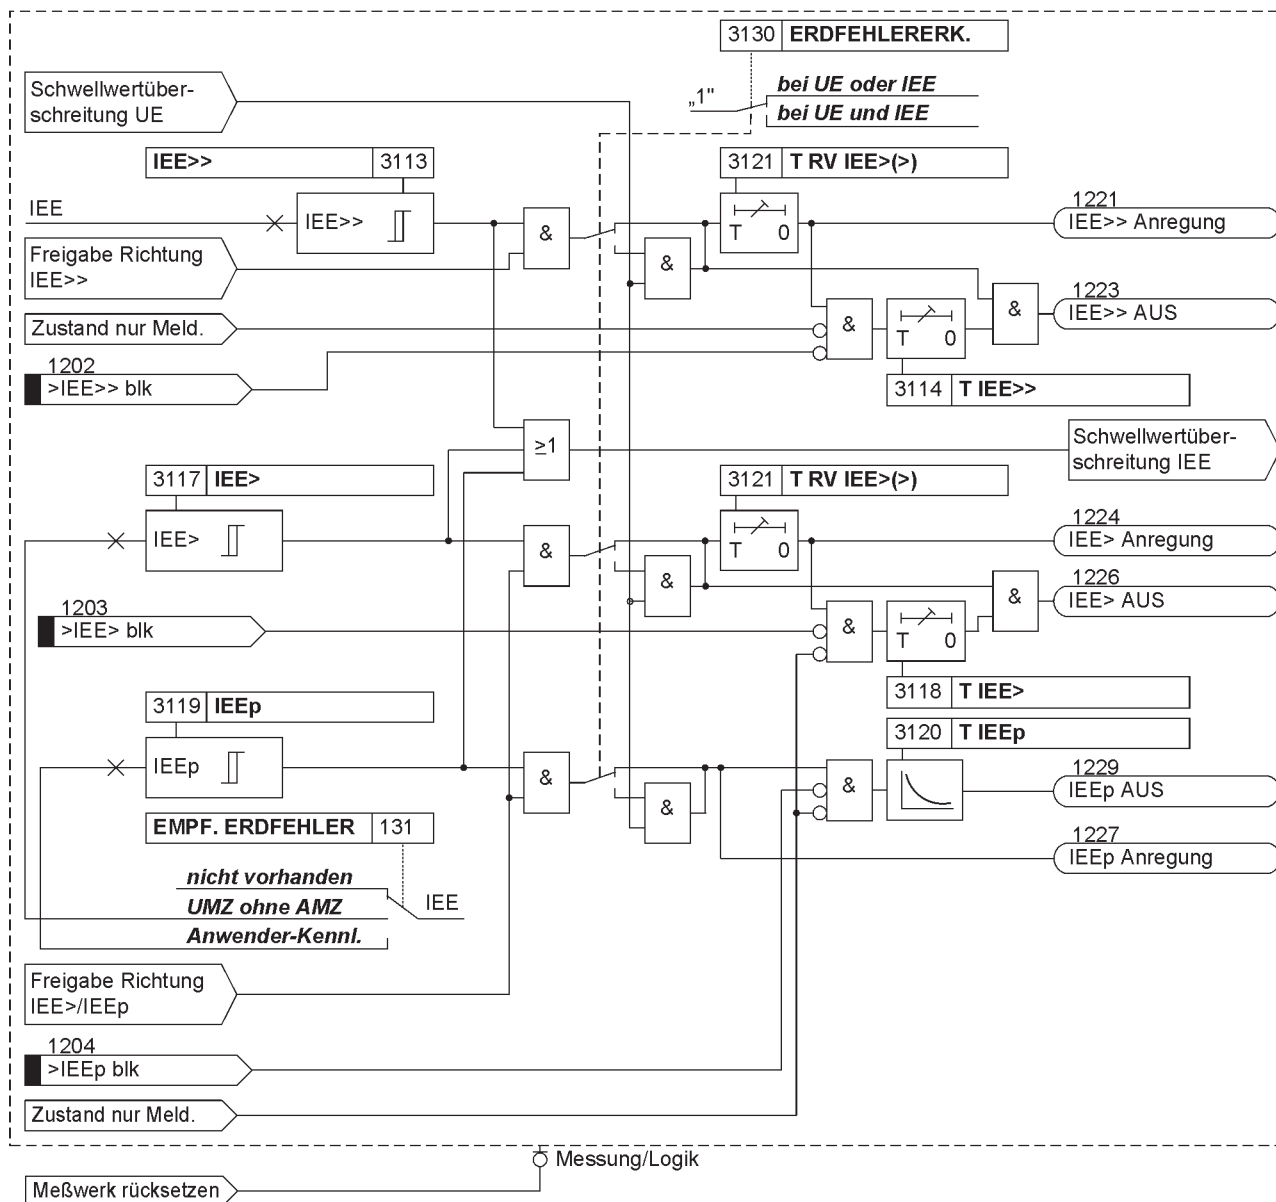 3130 ERDFEHLERERK.
Schwellwertüber-
schreitung UE
„1"
bei UE oder IEE
bei UE und IEE
IEE>> 3113
3121 T RV IEE>(>)
IEE
IEE>>
&
T 0
1221
IEE>> Anregung
Freigabe Richtung
IEE>>
&
1223
IEE>> AUS
&
Zustand nur Meld.
&
T 0
1202
>IEE>> blk
3114 T IEE>>
≥1
Schwellwertüber-
schreitung IEE
3117 IEE>
3121 T RV IEE>(>)
IEE>
&
T 0
1224
IEE> Anregung
&
1226
IEE> AUS
&
1203
>IEE> blk
&
T 0
3119 IEEp
3118 T IEE>
3120 T IEEp
IEEp
&
&
1229
IEEp AUS
&
EMPF. ERDFEHLER 131
1227
IEEp Anregung
nicht vorhanden
UMZ ohne AMZ
IEE
Anwender-Kennl.
Freigabe Richtung
IEE>/IEEp
1204
>IEEp blk
Zustand nur Meld.
Messung/Logik
Meßwerk rücksetzen